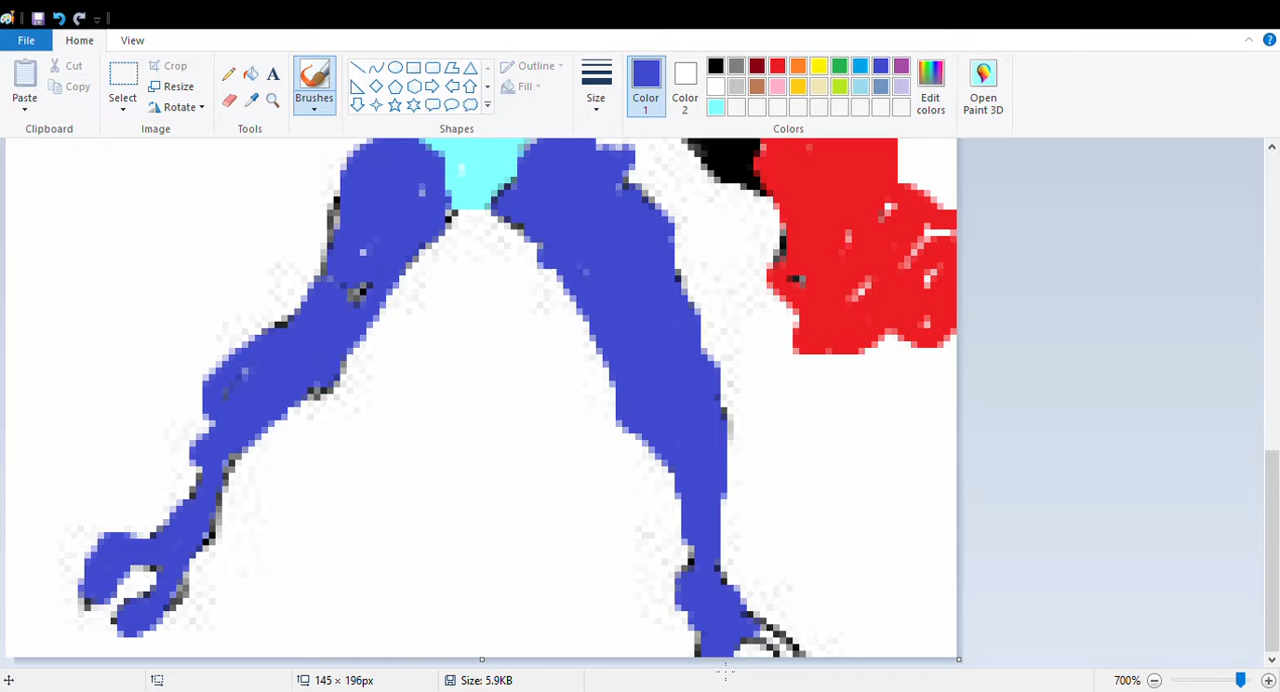 File Home View
Paste
Cut
Copy
Clipboard
Select
Crop
Resize
Rotate
Image
A
Tools
Brushes
Shapes
Outline
Fill
Size
Color
1
Color
2
Colors
Edit
colors
Open
Paint 3D
145 × 196px
Size: 5.9KB
700%